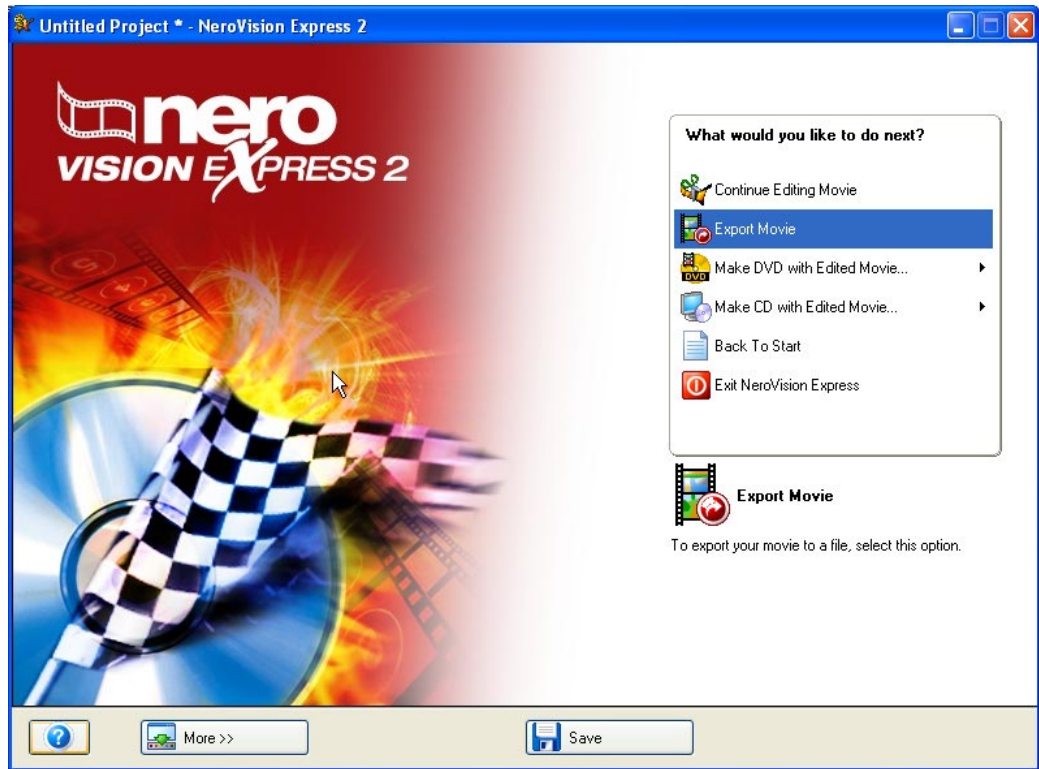 Untitled Project * - NeroVision Express 2
nero
VISION EXPRESS 2
What would you like to do next?
Continue Editing Movie
Export Movie
DVD
Make DVD with Edited Movie...
Make CD with Edited Movie...
Back To Start
Exit NeroVision Express
Export Movie
To export your movie to a file, select this option.
?
More >>
Save